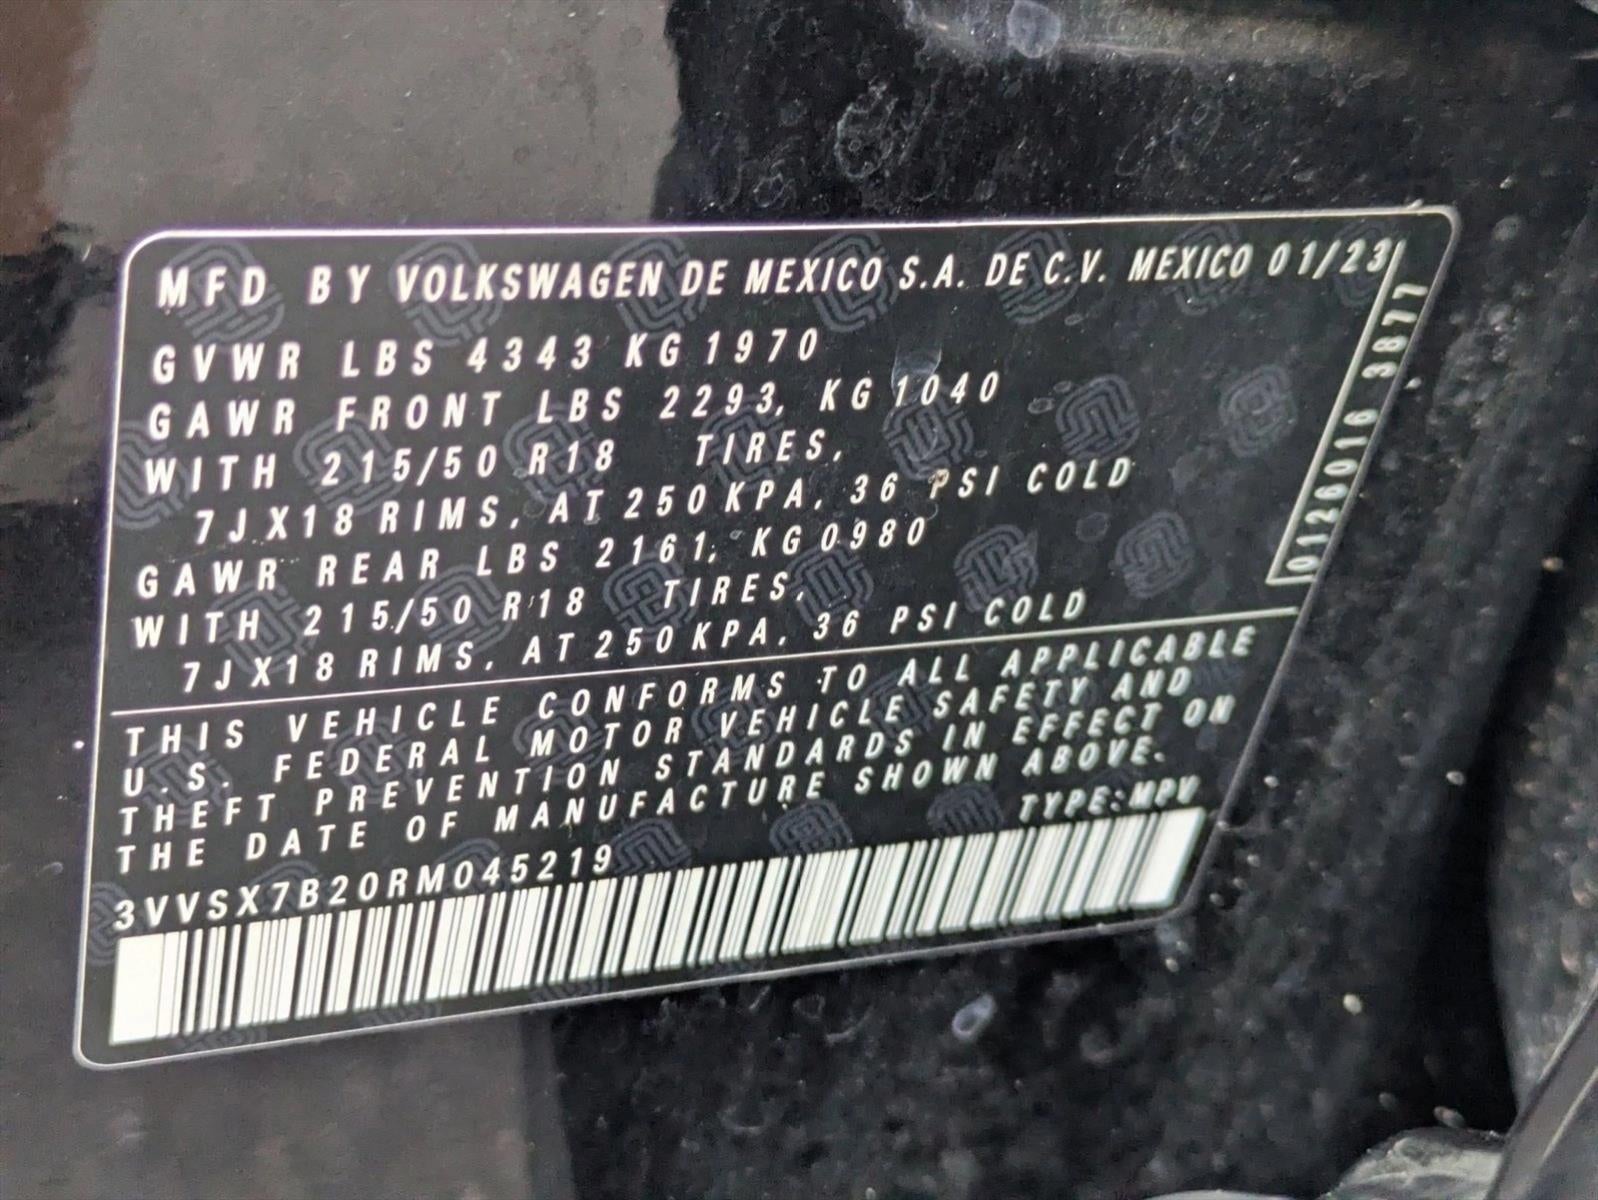 MFD BY VOLKSWAGEN DE MEXICO S.A. DE C.V. MEXICO 01/23
GVWR LBS 4343 KG 1970
GAWR FRONT LBS 2293, KG 1040
WITH 215/50 R18 TIRES,
7JX18 RIMS, AT 250 KPA, 36 PSI COLD
GAWR REAR LBS 2161, KG 0980
WITH 215/50 R18 TIRES,
7JX18 RIMS, AT 250 KPA, 36 PSI COLD
0126016 3877
THIS VEHICLE CONFORMS TO ALL APPLICABLE
U.S. FEDERAL MOTOR VEHICLE SAFETY AND
THEFT PREVENTION STANDARDS IN EFFECT ON
THE DATE OF MANUFACTURE SHOWN ABOVE.
TYPE:MPV
3VVSX7B20RM045219